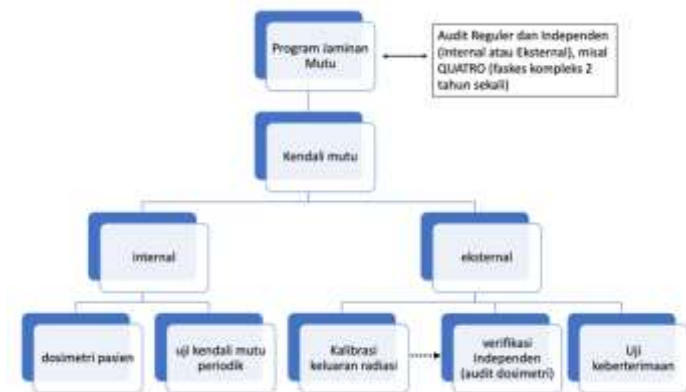 Program Jaminan
Mutu
Audit Reguler dan Independen
(Internal atau Eksternal), misal
QUATRO (faskes kompleks 2
tahun sekali)
Kendali mutu
internal
eksternal
dosimetri pasien
uji kendali mutu
periodik
Kalibrasi
keluaran radiasi
verifikasi
independen
(audit dosimetri)
Uji
keberterimaan